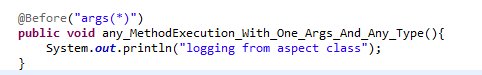 @Before("args(*)")
public void any_MethodExecution_With_One_Args_And_Any_Type(){
System.out.println("logging from aspect class");
}